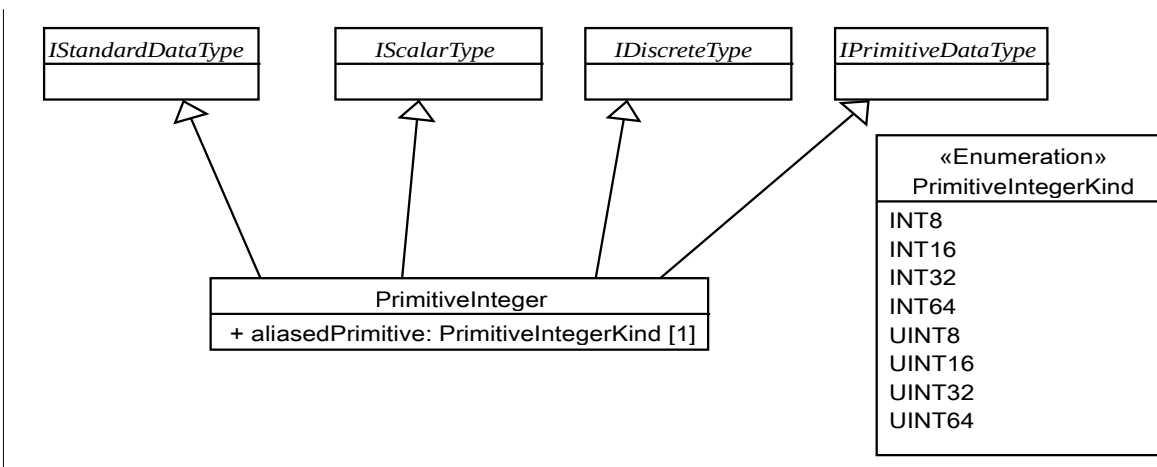 IStandardDataType
IScalarType
IDiscreteType
IPrimitiveDataType
«Enumeration»
PrimitiveIntegerKind
INT8
INT16
INT32
INT64
UINT8
UINT16
UINT32
UINT64
PrimitiveInteger
+ aliasedPrimitive: PrimitiveIntegerKind [1]